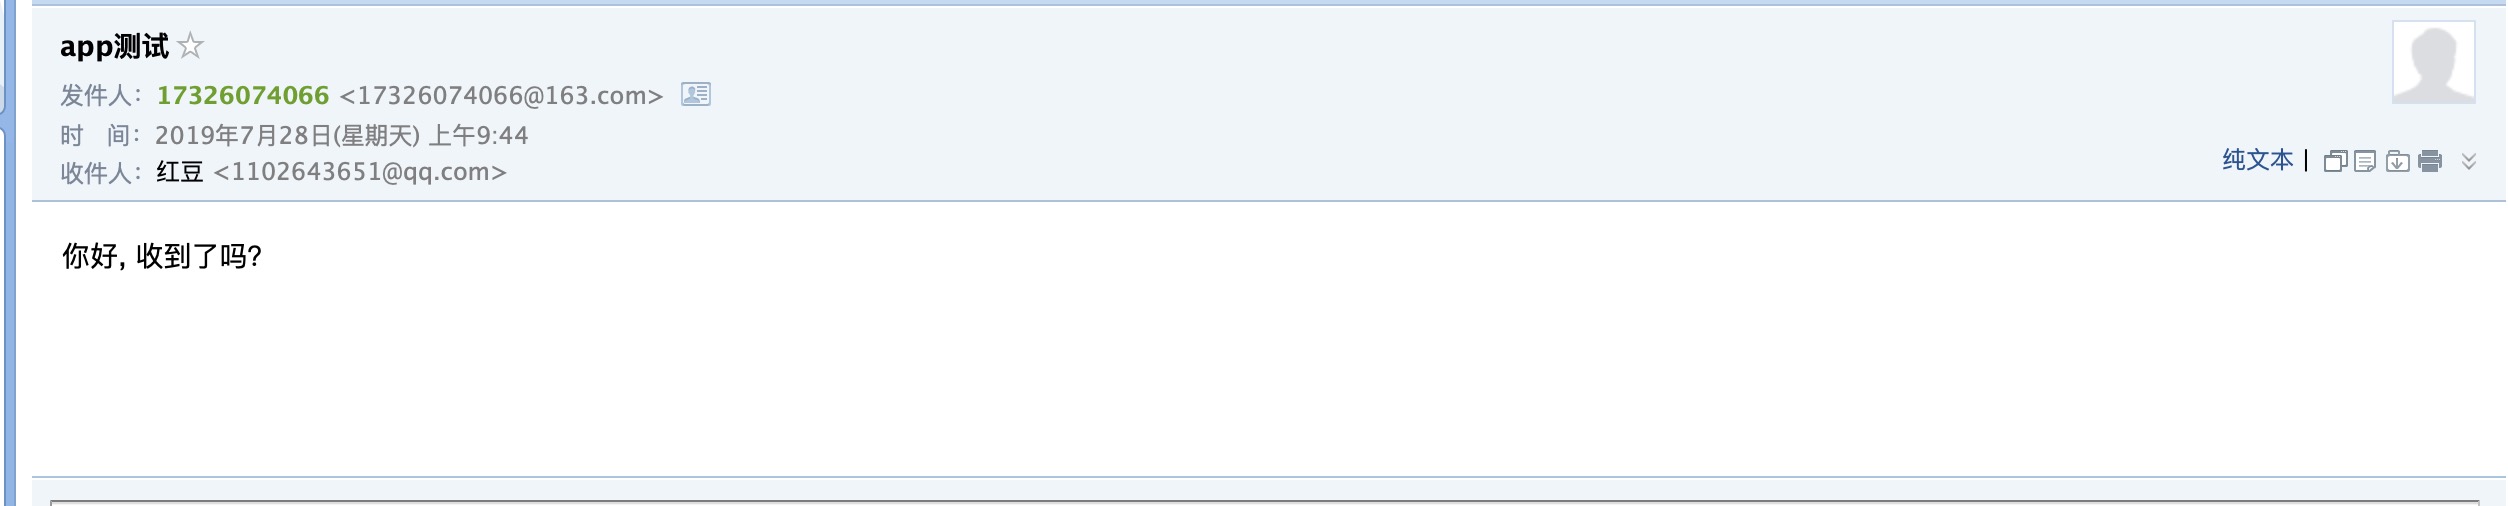 app测试
发件人：17326074066 <17326074066@163.com>
时 间：2019年7月28日(星期天) 上午9:44
收件人：红豆 <1102643651@qq.com>
纯文本 |
你好, 收到了吗?